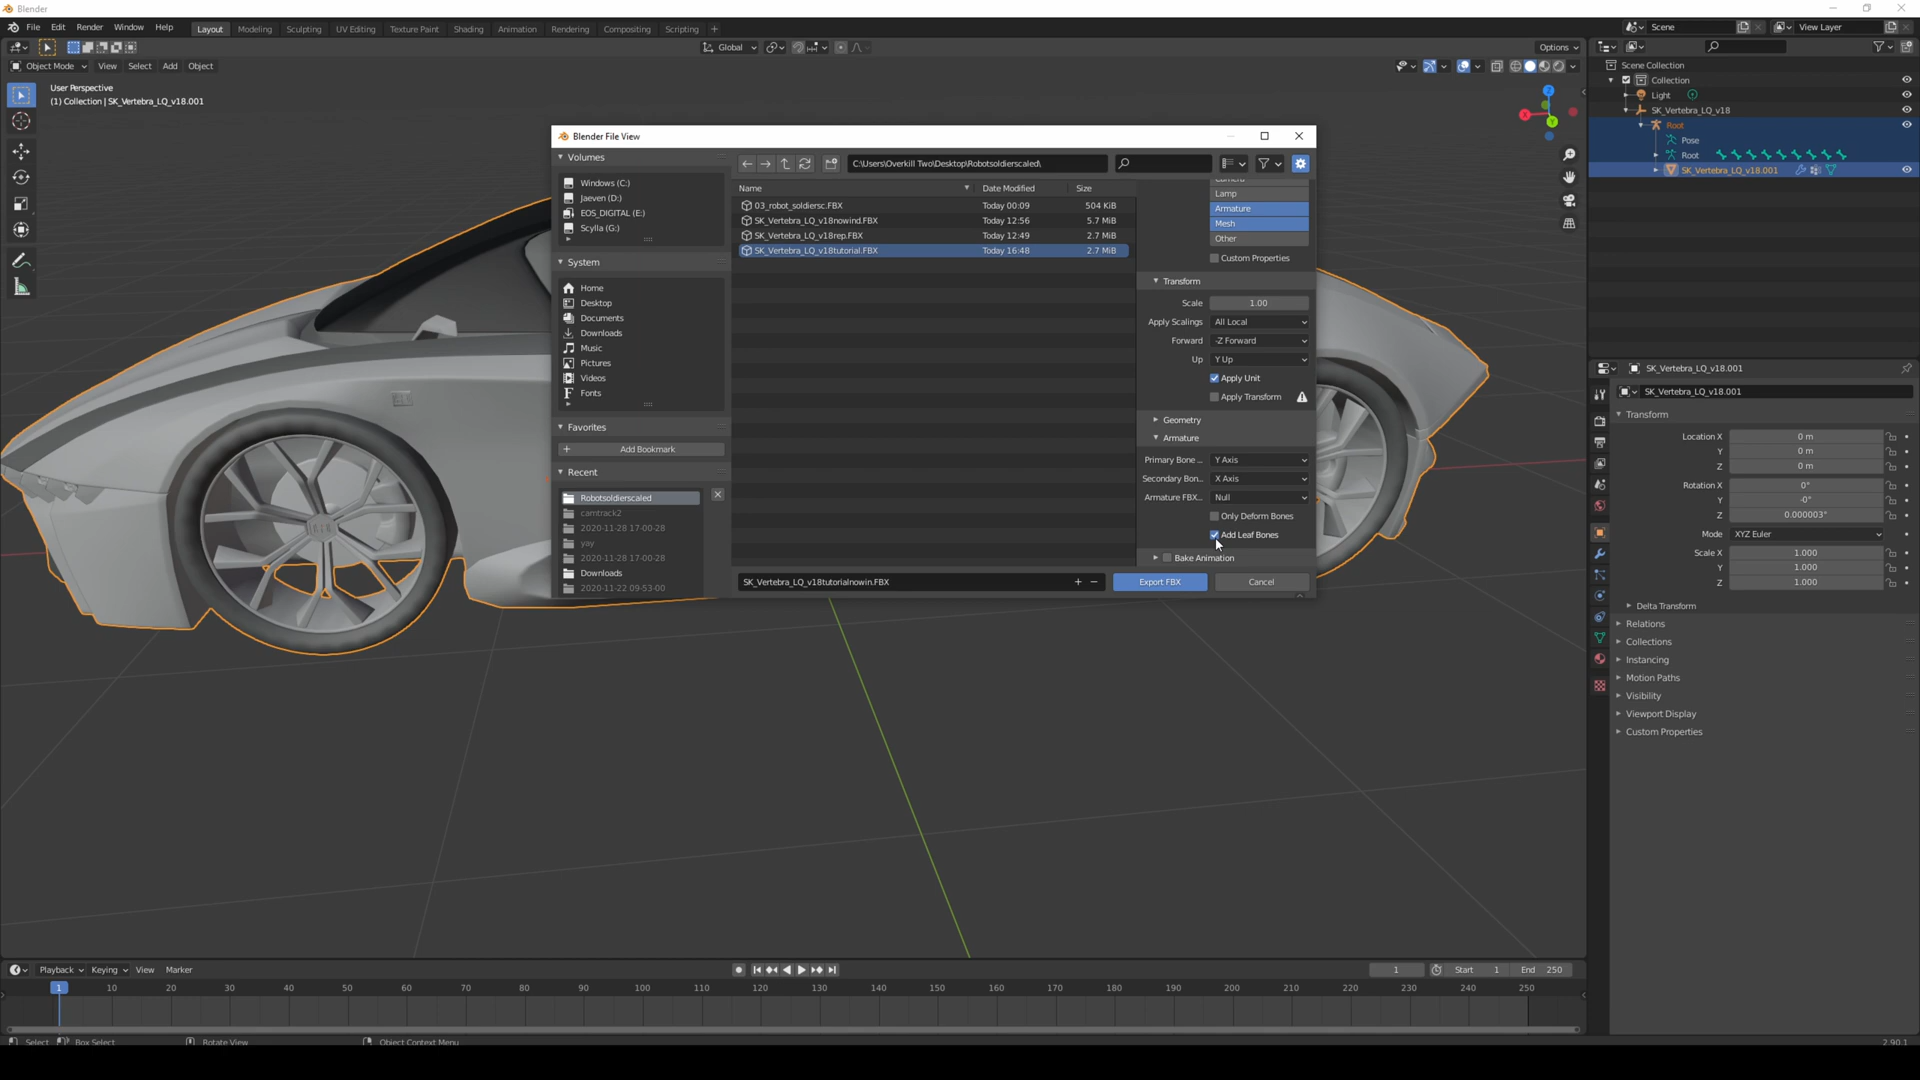 Blender
File Edit Render Window Help Layout Modeling Sculpting UV Editing Texture Paint Shading Animation Rendering Compositing Scripting + Scene View Layer
Global Options
Object Mode View Select Add Object
User Perspective
(1) Collection | SK_Vertebra_LQ_v18.001
Z
X
Y
Scene Collection
Collection
Light
SK_Vertebra_LQ_v18
Root
Pose
Root
SK_Vertebra_LQ_v18.001
Blender File View
Volumes
Windows (C:)
Jaeven (D:)
EOS_DIGITAL (E:)
Scylla (G:)
System
Home
Desktop
Documents
Downloads
Music
Pictures
Videos
Fonts
Favorites
Add Bookmark
Recent
Robotsoldierscaled
camtrack2
2020-11-28 17-00-28
yay
2020-11-28 17-00-28
Downloads
2020-11-22 09-53-00
C:\Users\Overkill Two\Desktop\Robotsoldierscaled\
Name Date Modified Size
03_robot_soldiersc.FBX Today 00:09 504 KiB
SK_Vertebra_LQ_v18nowind.FBX Today 12:56 5.7 MiB
SK_Vertebra_LQ_v18rep.FBX Today 12:49 2.7 MiB
SK_Vertebra_LQ_v18tutorial.FBX Today 16:48 2.7 MiB
Lamp
Armature
Mesh
Other
Custom Properties
Transform
Scale 1.00
Apply Scalings All Local
Forward -Z Forward
Up Y Up
Apply Unit
Apply Transform
Geometry
Armature
Primary Bone ... Y Axis
Secondary Bon... X Axis
Armature FBX... Null
Only Deform Bones
Add Leaf Bones
Bake Animation
SK_Vertebra_LQ_v18tutorialnowin.FBX + − Export FBX Cancel
SK_Vertebra_LQ_v18.001
SK_Vertebra_LQ_v18.001
Transform
Location X 0 m
Y 0 m
Z 0 m
Rotation X 0°
Y -0°
Z 0.000003°
Mode XYZ Euler
Scale X 1.000
Y 1.000
Z 1.000
Delta Transform
Relations
Collections
Instancing
Motion Paths
Visibility
Viewport Display
Custom Properties
Playback Keying View Marker 1 Start 1 End 250
1 10 20 30 40 50 60 70 80 90 100 110 120 130 140 150 160 170 180 190 200 210 220 230 240 250
Select Box Select Rotate View Object Context Menu 2.90.1